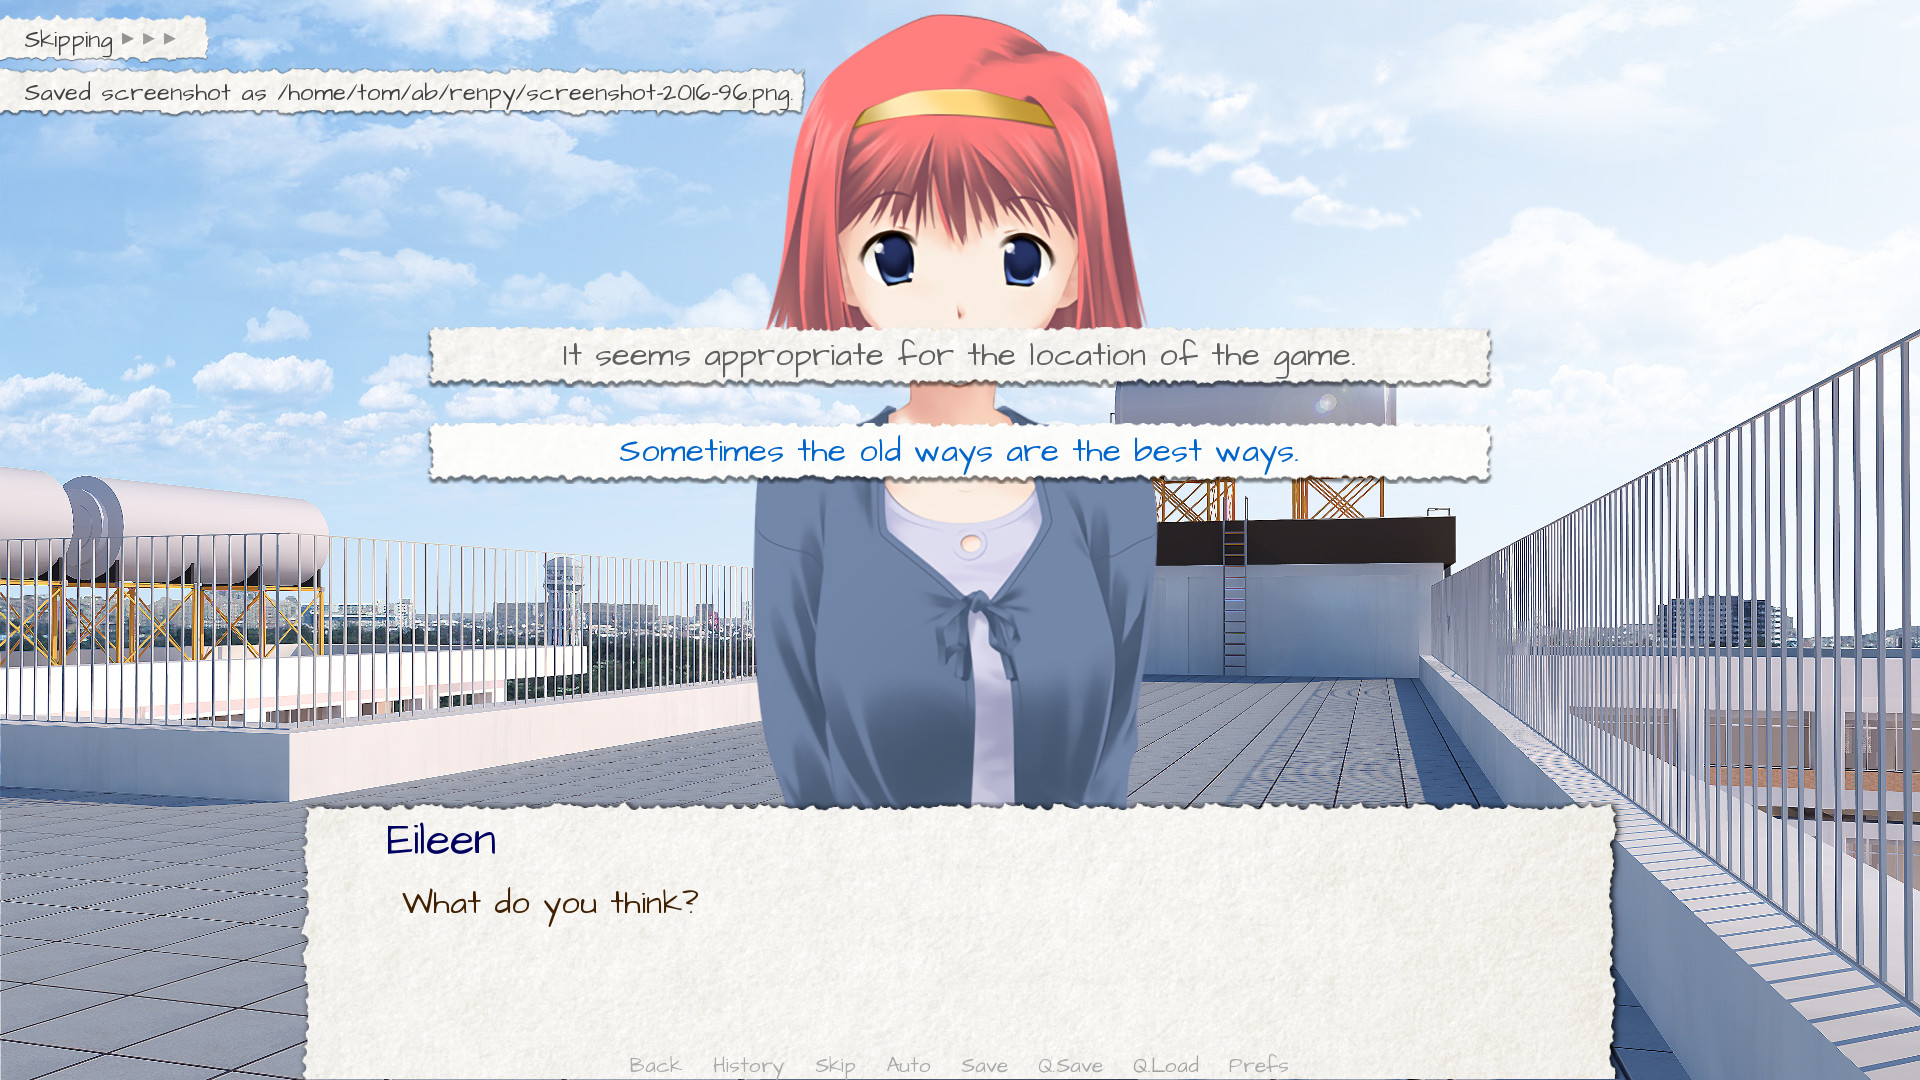 Skipping
Saved screenshot as /home/tom/ab/renpy/screenshot-2016-96.png.
It seems appropriate for the location of the game.
Sometimes the old ways are the best ways.
Eileen
What do you think?
Back History Skip Auto Save Q.Save Q.Load Prefs